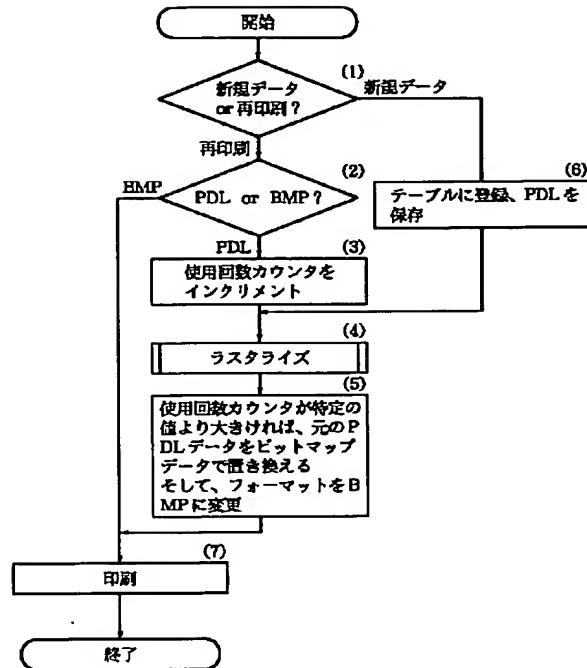 開始
(1)
新規データ
or 再印刷？
新規データ
再印刷
(2)
PDL or BMP？
BMP
PDL
(6)
テーブルに登録、PDLを
保存
(3)
使用回数カウンタを
インクリメント
(4)
ラスタライズ
(5)
使用回数カウンタが特定の
値より大きければ、元のP
DLデータをビットマップ
データで置き換える
そして、フォーマットをB
MPに変更
(7)
印刷
終了